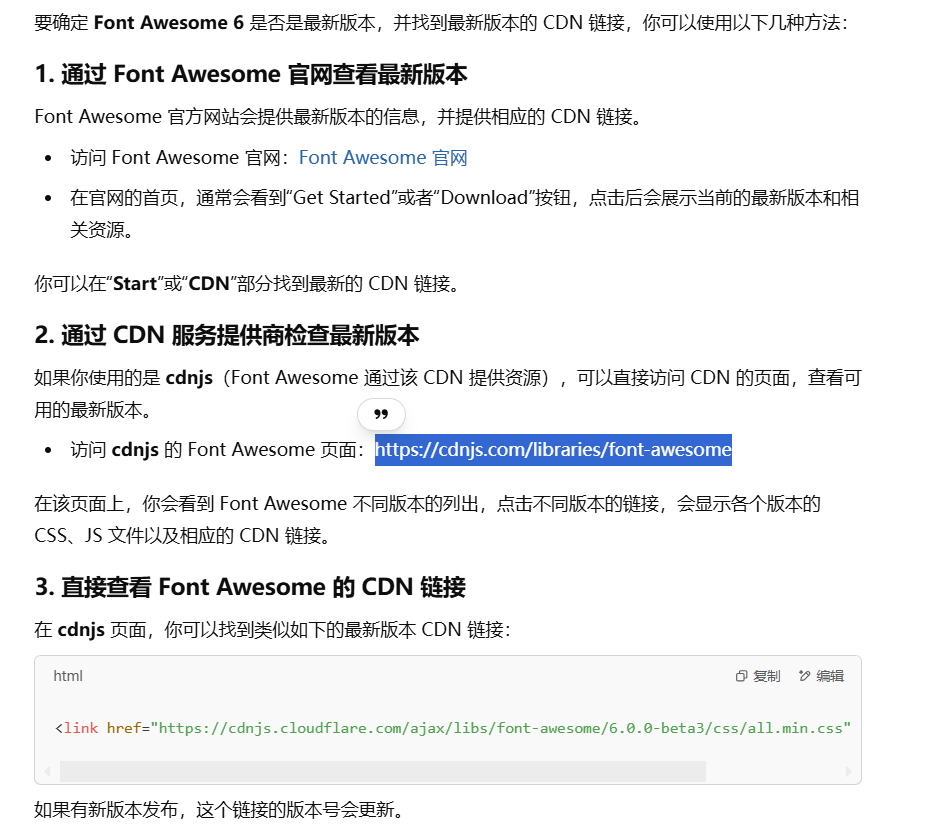 要确定 Font Awesome 6 是否是最新版本，并找到最新版本的 CDN 链接，你可以使用以下几种方法：
1. 通过 Font Awesome 官网查看最新版本
Font Awesome 官方网站会提供最新版本的信息，并提供相应的 CDN 链接。
• 访问 Font Awesome 官网：Font Awesome 官网
• 在官网的首页，通常会看到“Get Started”或者“Download”按钮，点击后会展示当前的最新版本和相
关资源。
你可以在“Start”或“CDN”部分找到最新的 CDN 链接。
2. 通过 CDN 服务提供商检查最新版本
如果你使用的是 cdnjs（Font Awesome 通过该 CDN 提供资源），可以直接访问 CDN 的页面，查看可
用的最新版本。
• 访问 cdnjs 的 Font Awesome 页面：https://cdnjs.com/libraries/font-awesome
在该页面上，你会看到 Font Awesome 不同版本的列出，点击不同版本的链接，会显示各个版本的
CSS、JS 文件以及相应的 CDN 链接。
3. 直接查看 Font Awesome 的 CDN 链接
在 cdnjs 页面，你可以找到类似如下的最新版本 CDN 链接：
html 复制 编辑
<link href="https://cdnjs.cloudflare.com/ajax/libs/font-awesome/6.0.0-beta3/css/all.min.css"
如果有新版本发布，这个链接的版本号会更新。